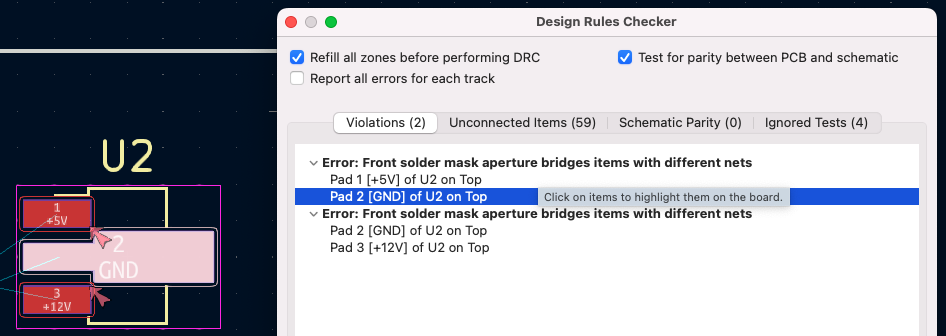 Design Rules Checker
Refill all zones before performing DRC
Test for parity between PCB and schematic
Report all errors for each track
Violations (2)
Unconnected Items (59)
Schematic Parity (0)
Ignored Tests (4)
Error: Front solder mask aperture bridges items with different nets
Pad 1 [+5V] of U2 on Top
Pad 2 [GND] of U2 on Top
Click on items to highlight them on the board.
Error: Front solder mask aperture bridges items with different nets
Pad 2 [GND] of U2 on Top
Pad 3 [+12V] of U2 on Top
U2
1
+5V
2
GND
3
+12V